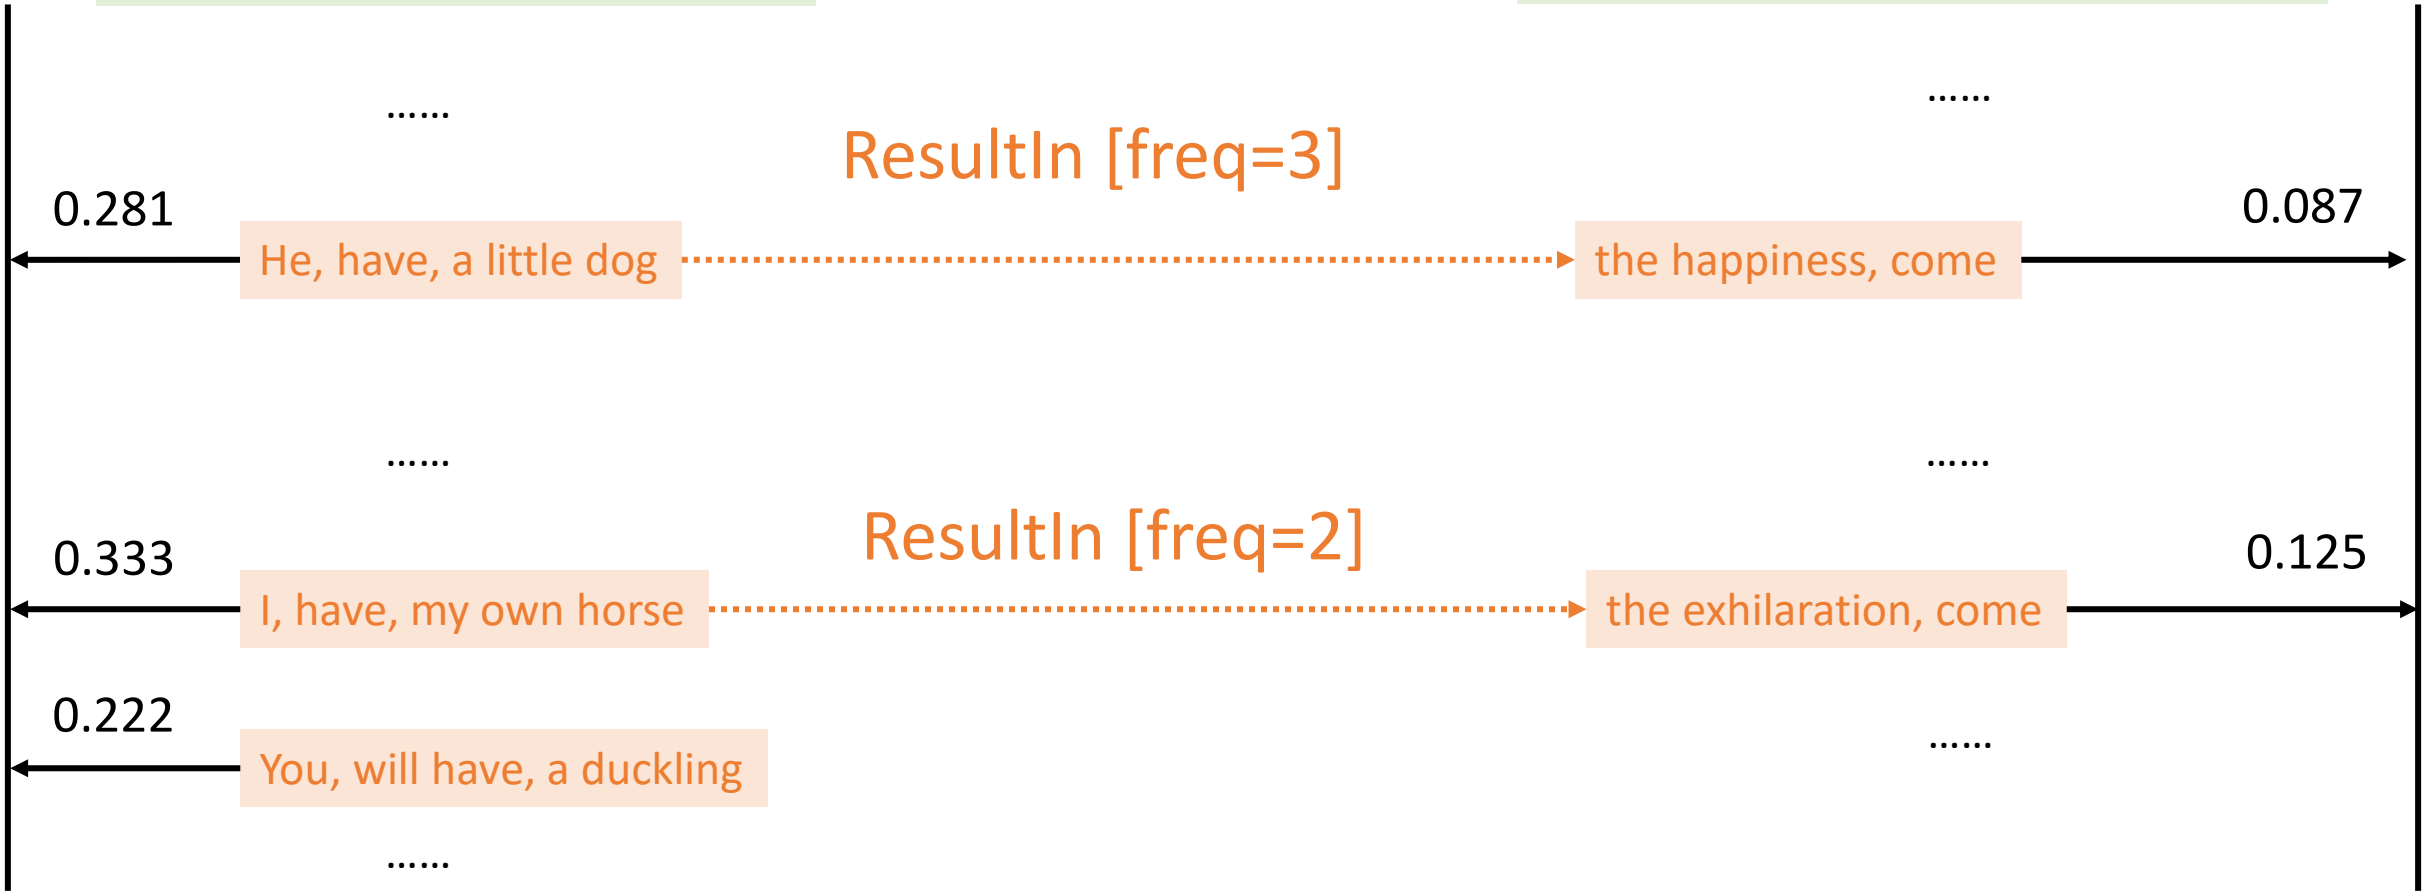 ...... ......
ResultIn [freq=3]
0.281 0.087
He, have, a little dog the happiness, come
...... ......
ResultIn [freq=2]
0.333 0.125
I, have, my own horse the exhilaration, come
0.222
You, will have, a duckling ......
......